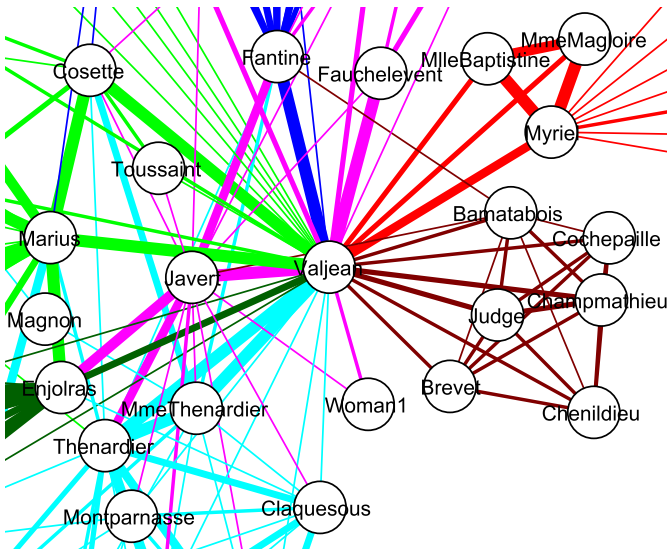 MmeMagloire
Fantine
MlleBaptistine
Cosette
Fauchelevent
Myriel
Toussaint
Bamatabois
Marius
Cochepaille
Valjean
Javert
Champmathieu
Magnon
Judge
Enjolras
Brevet
MmeThenardier
Woman1
Chenildieu
Thenardier
Claquesous
Montparnasse